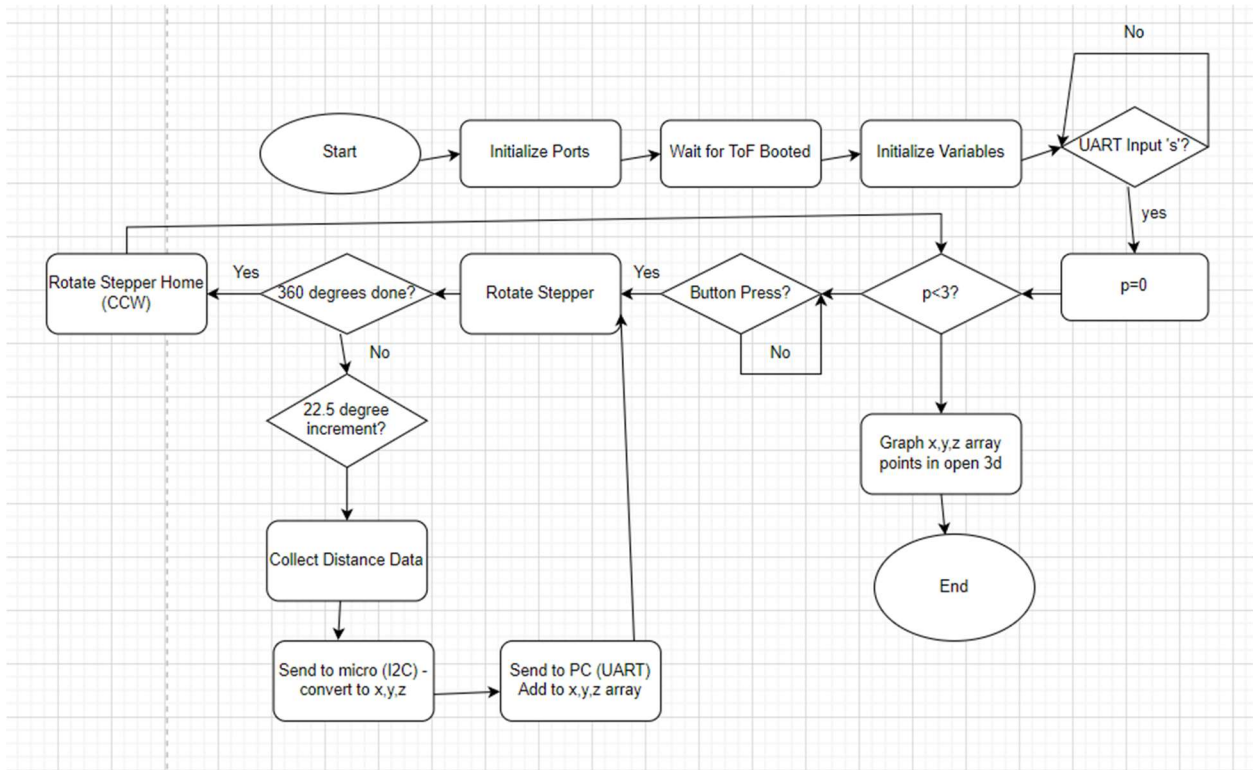 No
Start
Initialize Ports
Wait for ToF Booted
Initialize Variables
UART Input 's'?
yes
Rotate Stepper Home
(CCW)
Yes
360 degrees done?
Rotate Stepper
Yes
Button Press?
p<3?
p=0
No
No
22.5 degree
increment?
Graph x,y,z array
points in open 3d
Collect Distance Data
End
Send to micro (I2C) -
convert to x,y,z
Send to PC (UART)
Add to x,y,z array